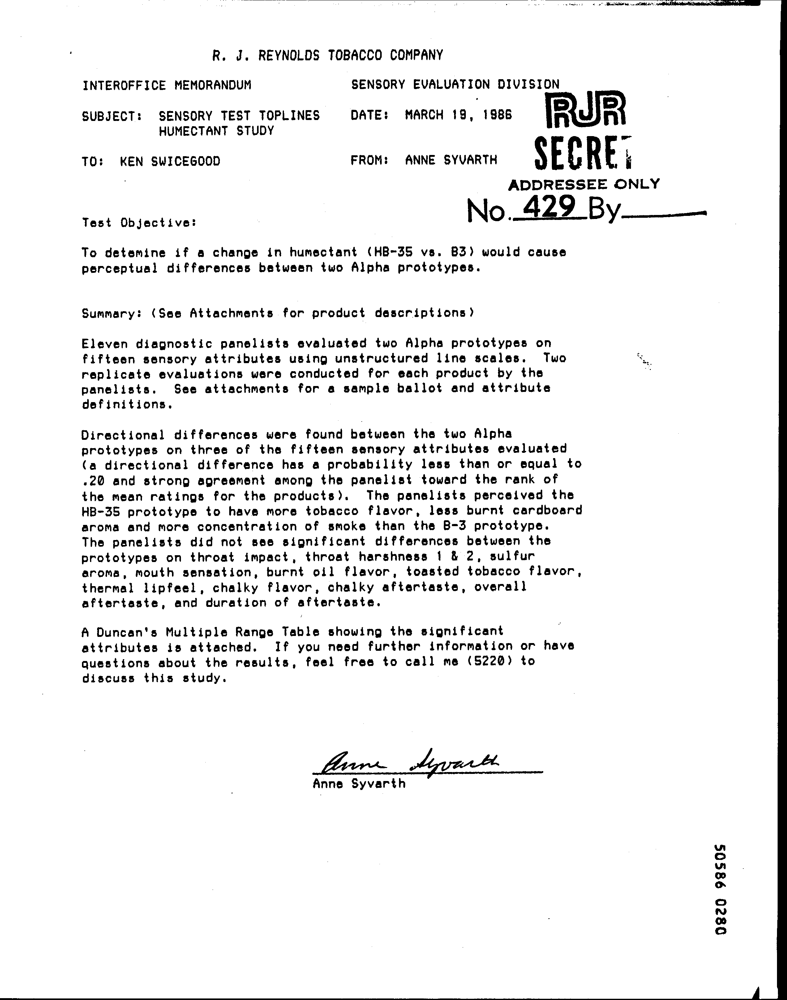 R. J. REYNOLDS TOBACCO COMPANY
INTEROFFICE MEMORANDUM SENSORY EVALUATION DIVISION
SUBJECT: SENSORY TEST TOPLINES DATE: MARCH 19, 1986
HUMECTANT STUDY
RJR
SECRET
TO: KEN SWICEGOOD FROM: ANNE SYVARTH
ADDRESSEE ONLY
No. 429 By
Test Objective:
To detemine if a change in humectant (HB-35 vs. B3) would cause
perceptual differences between two Alpha prototypes.
Summary: (See Attachments for product descriptions)
Eleven diagnostic panelists evaluated two Alpha prototypes on
fifteen sensory attributes using unstructured line scales. Two
replicate evaluations were conducted for each product by the
panelists. See attachments for a sample ballot and attribute
definitions.
Directional differences were found between the two Alpha
prototypes on three of the fifteen sensory attributes evaluated
(a directional difference has a probability less than or equal to
.20 and strong agreement among the panelist toward the rank of
the mean ratings for the products). The panelists perceived the
HB-35 prototype to have more tobacco flavor, less burnt cardboard
aroma and more concentration of smoke than the B-3 prototype.
The panelists did not see significant differences between the
prototypes on throat impact, throat harshness 1 & 2, sulfur
aroma, mouth sensation, burnt oil flavor, toasted tobacco flavor,
thermal lipfeel, chalky flavor, chalky aftertaste, overall
aftertaste, and duration of aftertaste.
A Duncan's Multiple Range Table showing the significant
attributes is attached. If you need further information or have
questions about the results, feel free to call me (5220) to
discuss this study.
Anne Syvarth
Anne Syvarth
50586 0280